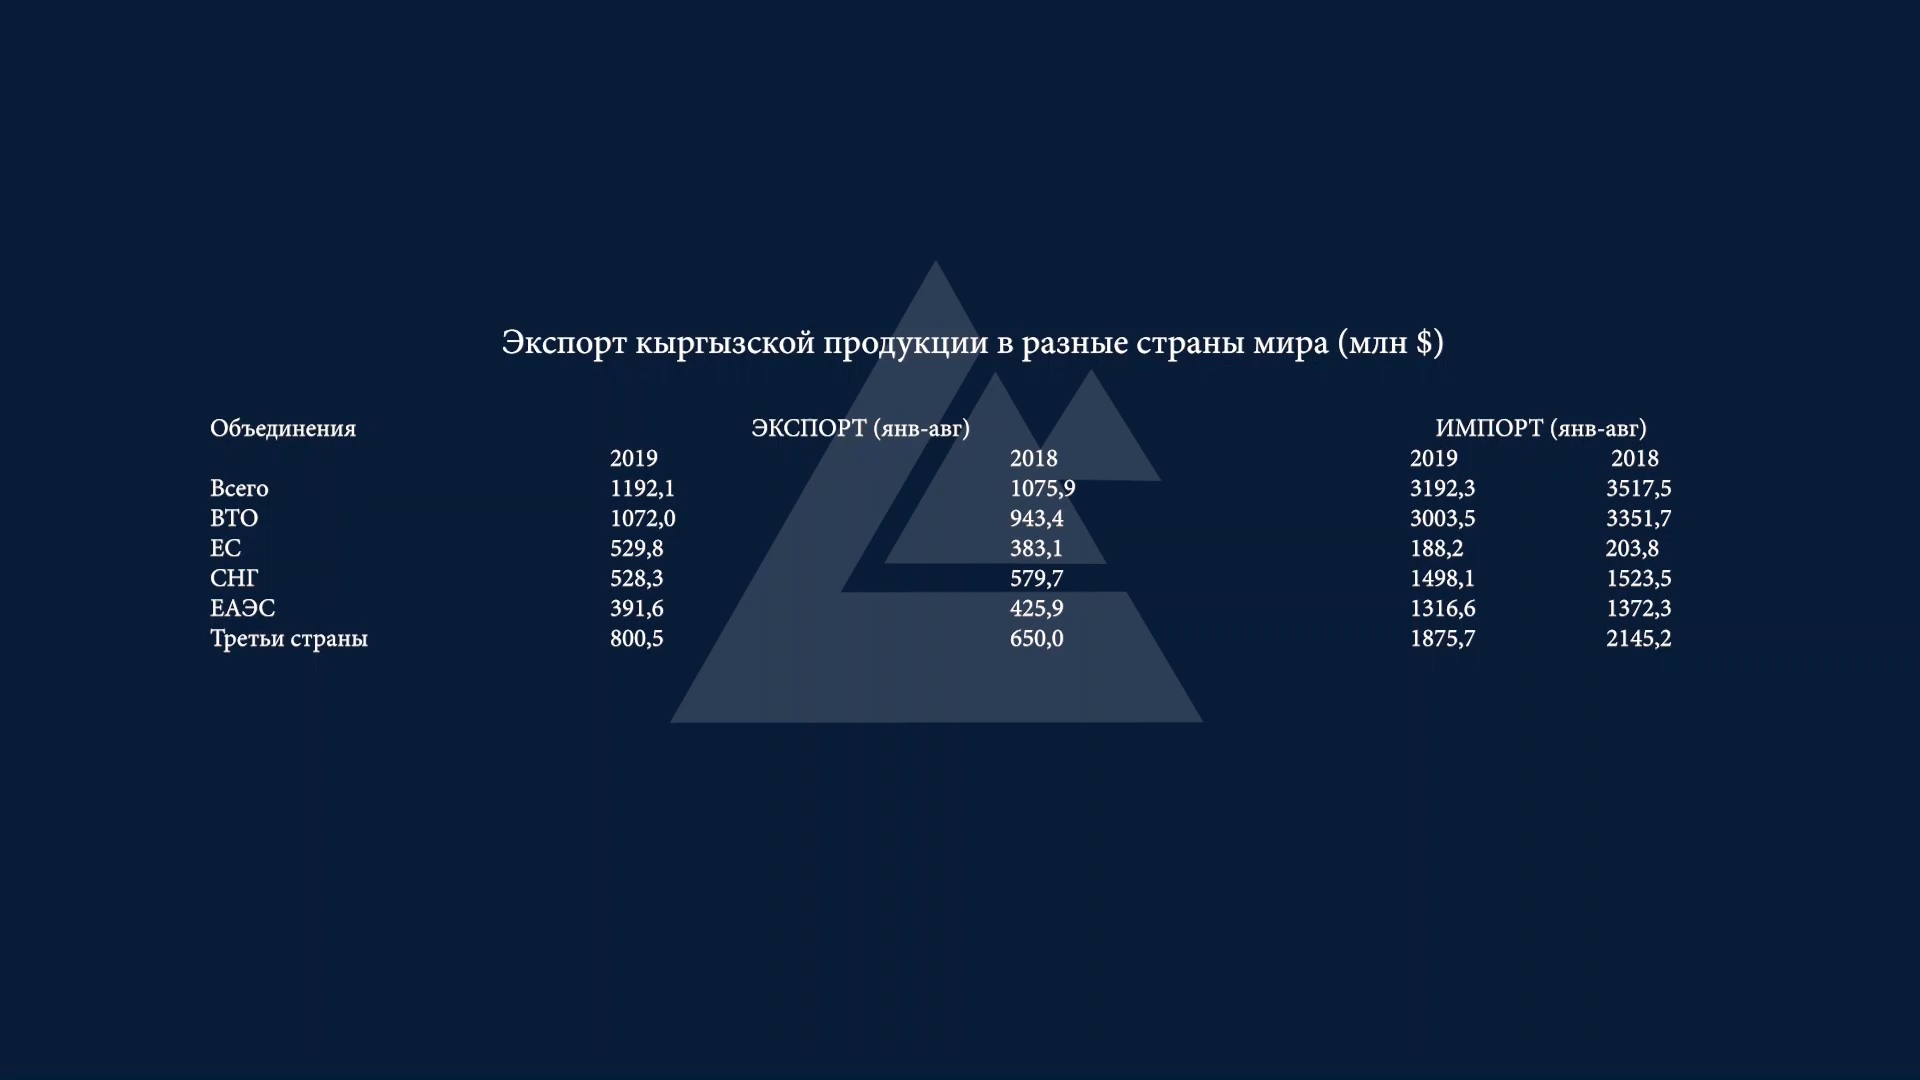 Экспорт кыргызской продукции в разные страны мира (млн $)
Объединения ЭКСПОРТ (янв-авг) ИМПОРТ (янв-авг)
2019 2018 2019 2018
Всего 1192,1 1075,9 3192,3 3517,5
ВТО 1072,0 943,4 3003,5 3351,7
ЕС 529,8 383,1 188,2 203,8
СНГ 528,3 579,7 1498,1 1523,5
ЕАЭС 391,6 425,9 1316,6 1372,3
Третьи страны 800,5 650,0 1875,7 2145,2